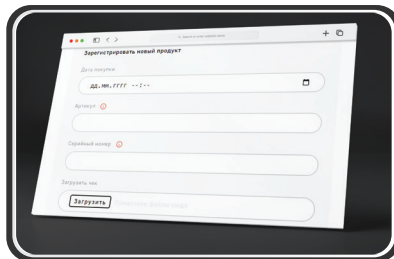 Зарегистрировать новый продукт
Дата покупки
ДД.ММ.ГГГГ --:--
Артикул
Серийный номер
Загрузить чек
Загрузить